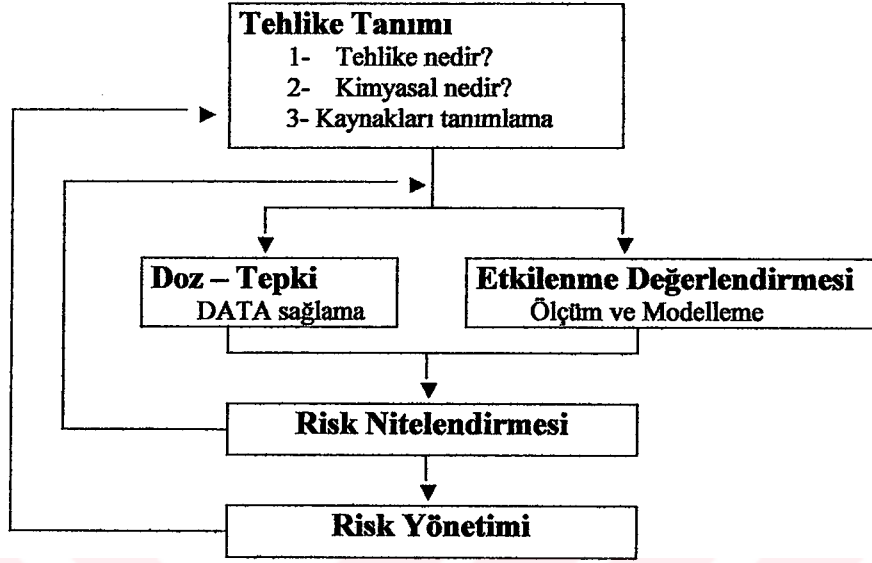 Tehlike Tanımı
1- Tehlike nedir?
2- Kimyasal nedir?
3- Kaynakları tanımlama
Doz – Tepki
DATA sağlama
Etkilenme Değerlendirmesi
Ölçüm ve Modelleme
Risk Nitelendirmesi
Risk Yönetimi